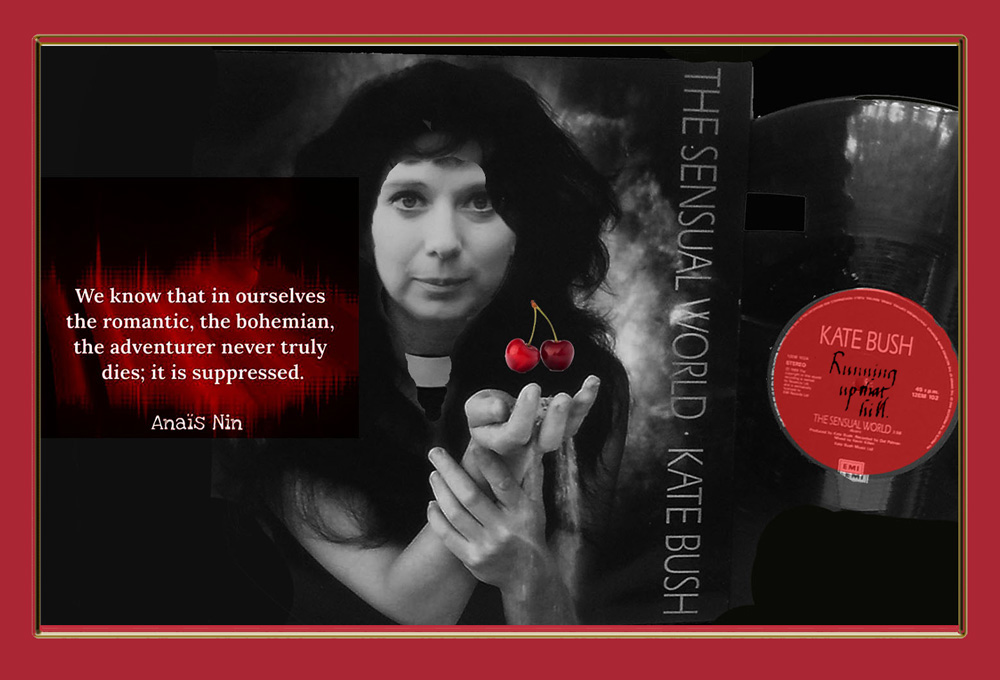 We know that in ourselves
the romantic, the bohemian,
the adventurer never truly
dies; it is suppressed.
Anaïs Nin
THE SENSUAL WORLD · KATE BUSH
KATE BUSH
Running
up that
hill.
STEREO
45 r.p.m.
THE SENSUAL WORLD
EMI